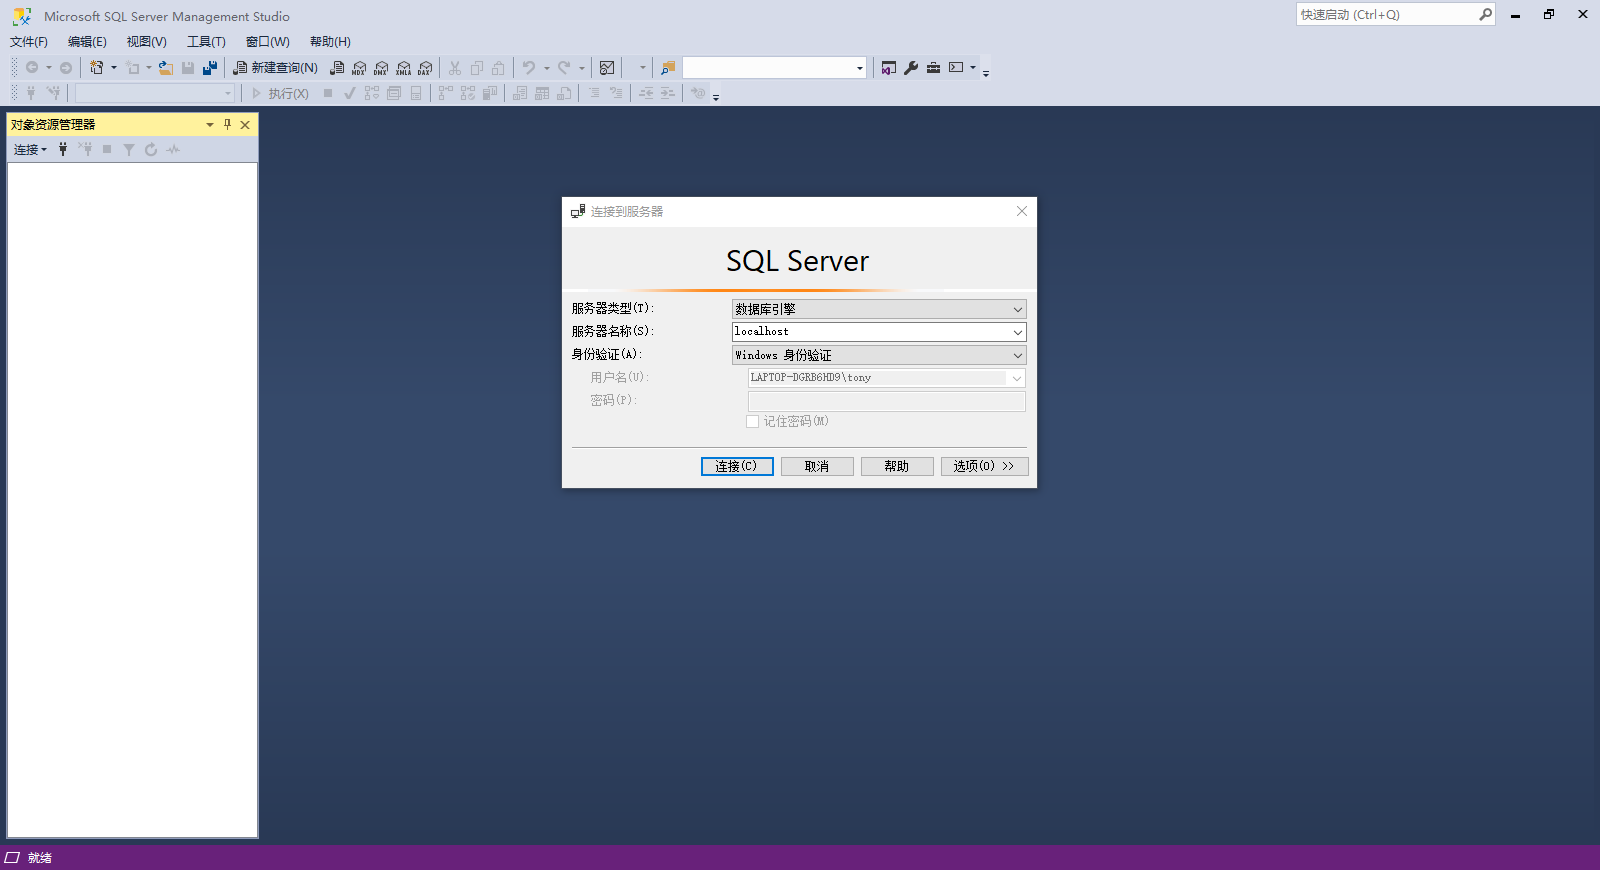 Microsoft SQL Server Management Studio
快速启动 (Ctrl+Q)
文件(F) 编辑(E) 视图(V) 工具(T) 窗口(W) 帮助(H)
新建查询(N) MDX DMX XMLA DAX
执行(X)
对象资源管理器
连接
连接到服务器
SQL Server
服务器类型(T): 数据库引擎
服务器名称(S): localhost
身份验证(A): Windows 身份验证
用户名(U): LAPTOP-DGRB6HD9\tony
密码(P):
记住密码(M)
连接(C) 取消 帮助 选项(O) >>
就绪